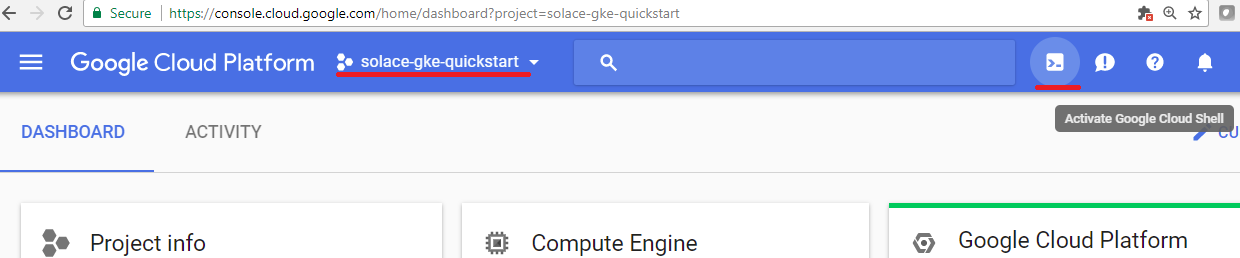 Secure https://console.cloud.google.com/home/dashboard?project=solace-gke-quickstart
Google Cloud Platform solace-gke-quickstart
Activate Google Cloud Shell
DASHBOARD ACTIVITY CU
Project info Compute Engine Google Cloud Platform